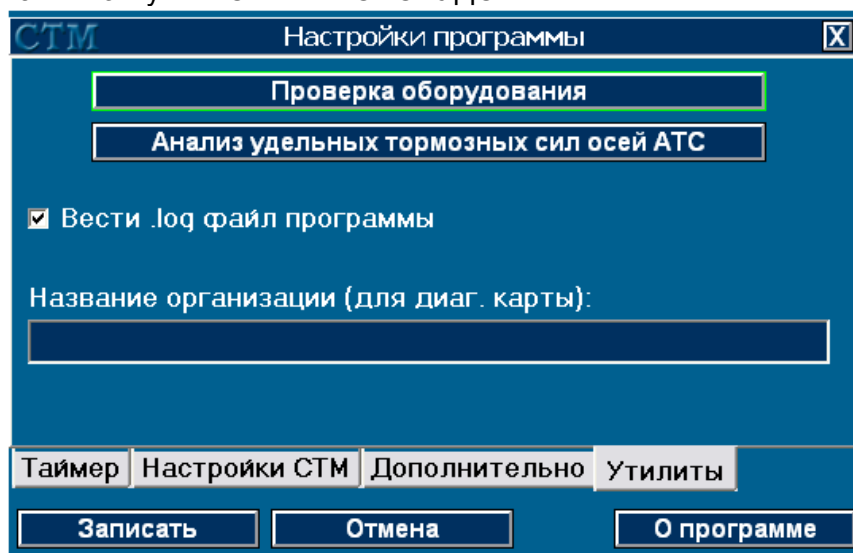 СТМ Настройки программы X
Проверка оборудования
Анализ удельных тормозных сил осей АТС
Вести .log файл программы
Название организации (для диаг. карты):
Таймер Настройки СТМ Дополнительно Утилиты
Записать Отмена О программе